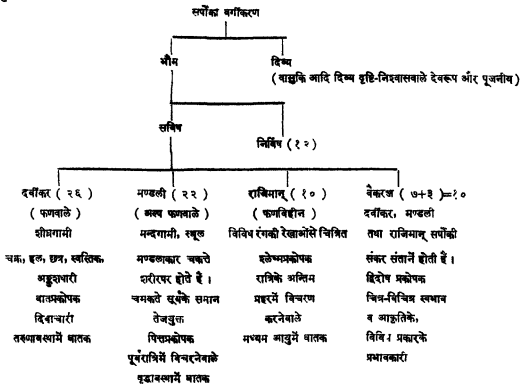 सर्पोंका वर्गीकरण
भौम
दिव्य
( वासुकि आदि दिव्य दृष्टि-निश्वासवाले देवरूप और पूजनीय )
सविष
निर्विष ( १२ )
दर्वीकर ( २६ )
( फणवाले )
शीघ्रगामी
चक्र, हल, छत्र, स्वस्तिक,
अङ्कुशधारी
वातप्रकोपक
दिवाचारी
तरुणावस्थामें घातक
मण्डली ( २२ )
( अल्प फणवाले )
मन्दगामी, स्थूल
मण्डलाकार चकत्ते
शरीरपर होते हैं ।
चमकते सूर्यके समान
तेजयुक्त
पित्तप्रकोपक
पूर्वरात्रिमें विचरनेवाले
वृद्धावस्थामें घातक
राजिमान् ( १० )
( फणविहीन )
विविध रंगकी रेखाओंसे चित्रित
श्लेष्मप्रकोपक
रात्रिके अन्तिम
प्रहरमें विचरण
करनेवाले
मध्यम आयुमें घातक
वैकरञ्ज ( ७+३ )=१०
दर्वीकर, मण्डली
तथा राजिमान् सर्पोंकी
संकर संतानें होती हैं ।
द्विदोष प्रकोपक
चित्र-विचित्र स्वभाव
व आकृतिके,
विविध प्रकारके
प्रभावकारी